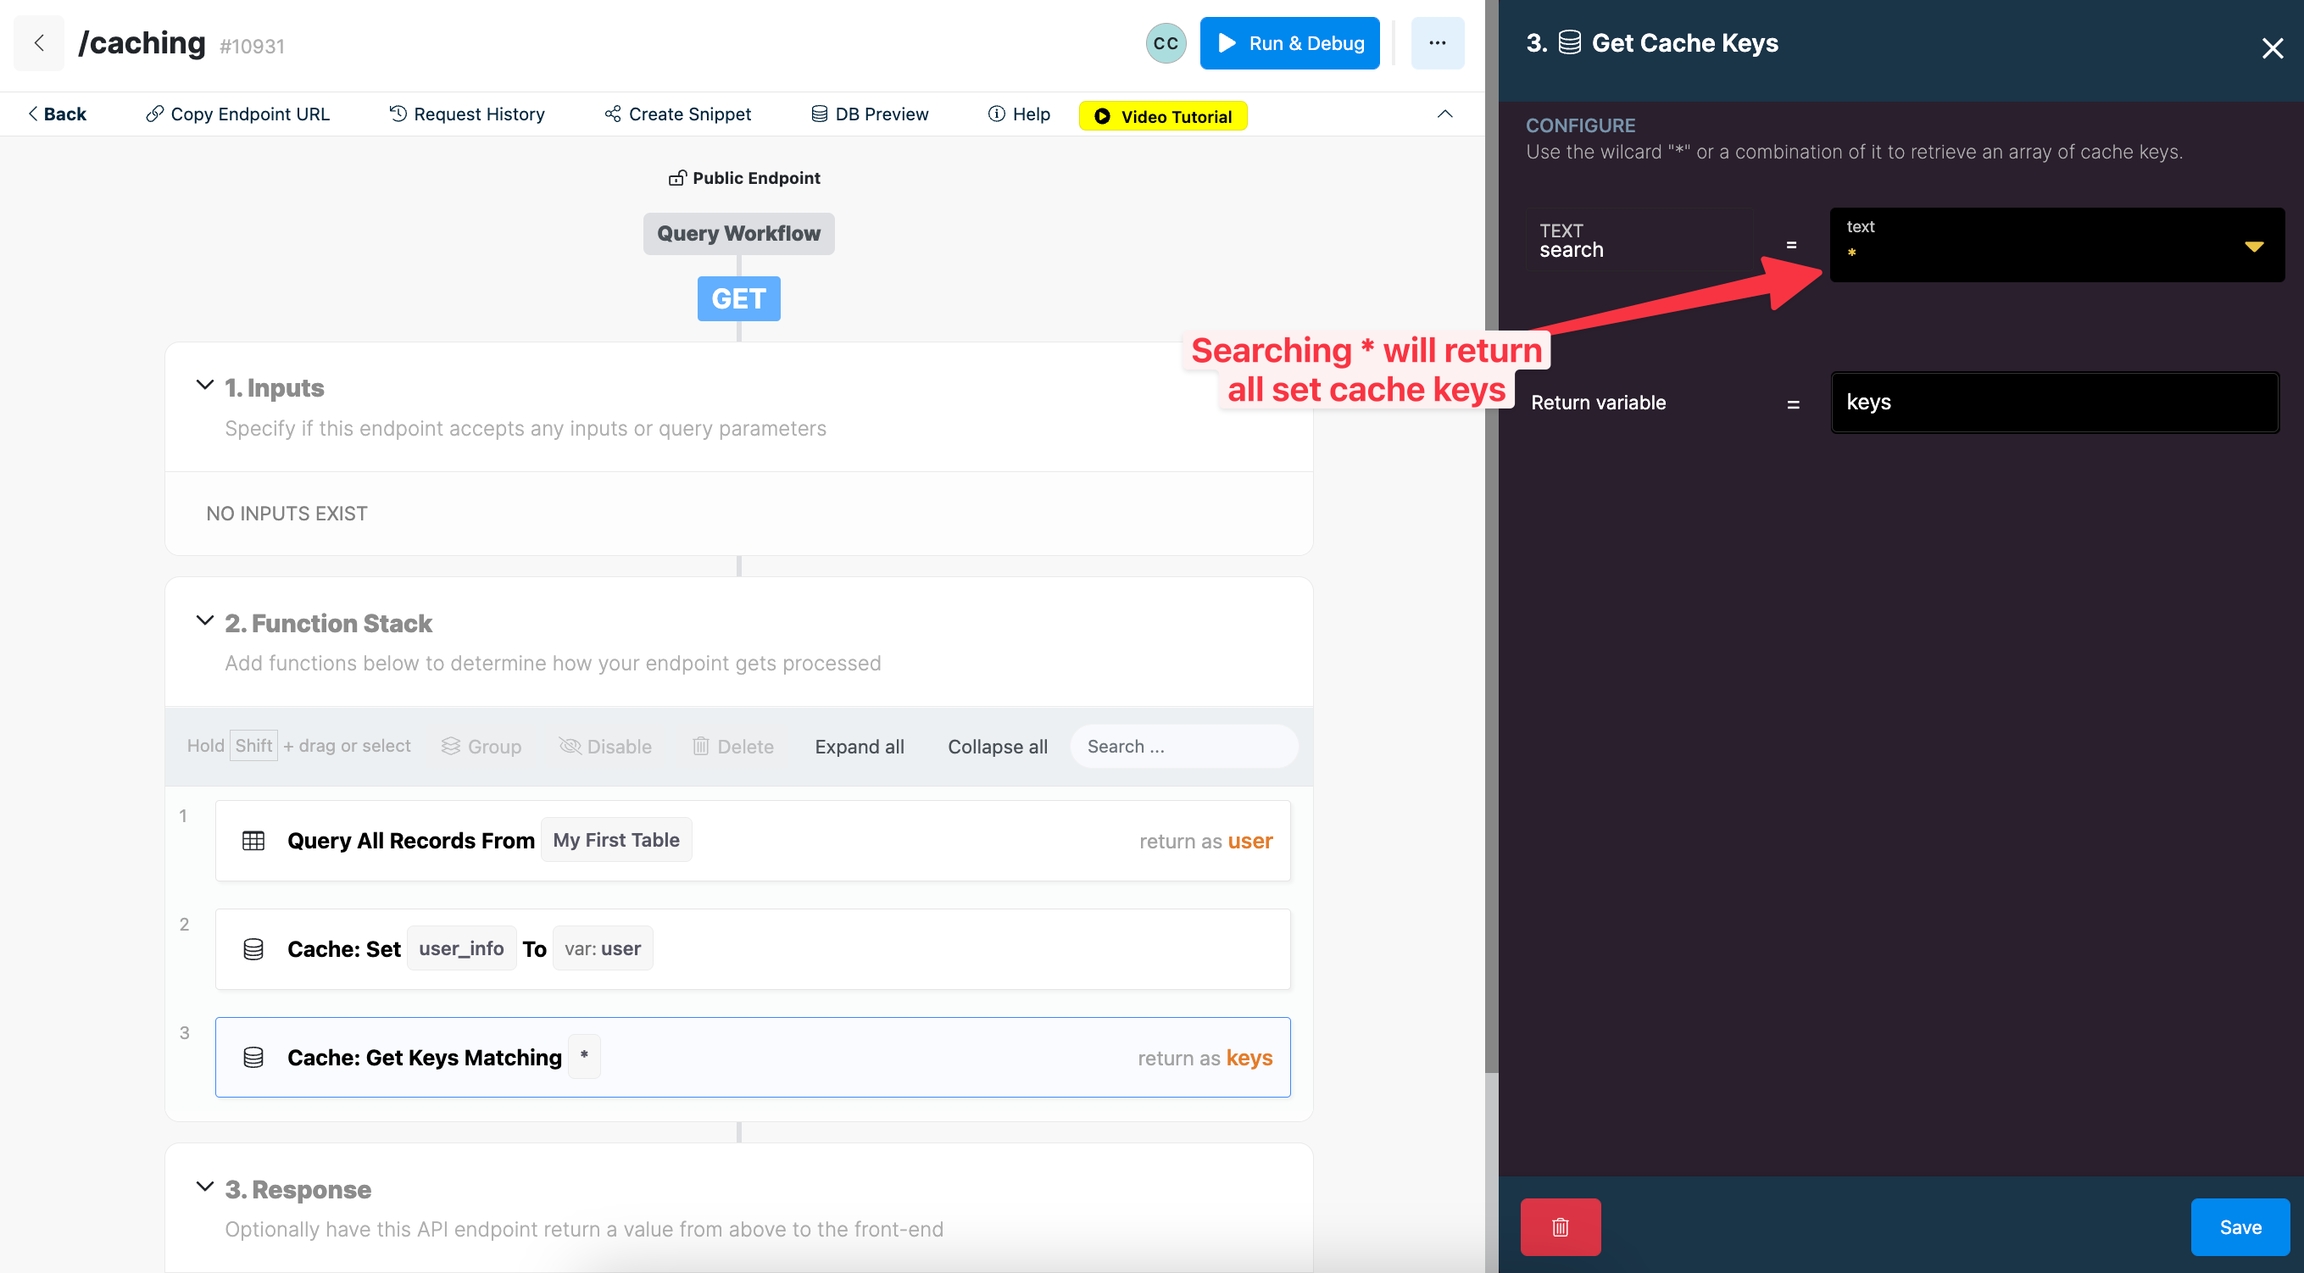 /caching #10931
CC
Run & Debug
...
Back
Copy Endpoint URL
Request History
Create Snippet
DB Preview
Help
Video Tutorial
Public Endpoint
Query Workflow
GET
1. Inputs
Specify if this endpoint accepts any inputs or query parameters
NO INPUTS EXIST
2. Function Stack
Add functions below to determine how your endpoint gets processed
Hold Shift + drag or select
Group
Disable
Delete
Expand all
Collapse all
Search ...
1
Query All Records From My First Table
return as user
2
Cache: Set user_info To var: user
3
Cache: Get Keys Matching *
return as keys
3. Response
Optionally have this API endpoint return a value from above to the front-end
3. Get Cache Keys
CONFIGURE
Use the wilcard "*" or a combination of it to retrieve an array of cache keys.
TEXT
search
=
text
*
Searching * will return
all set cache keys
Return variable
=
keys
Save